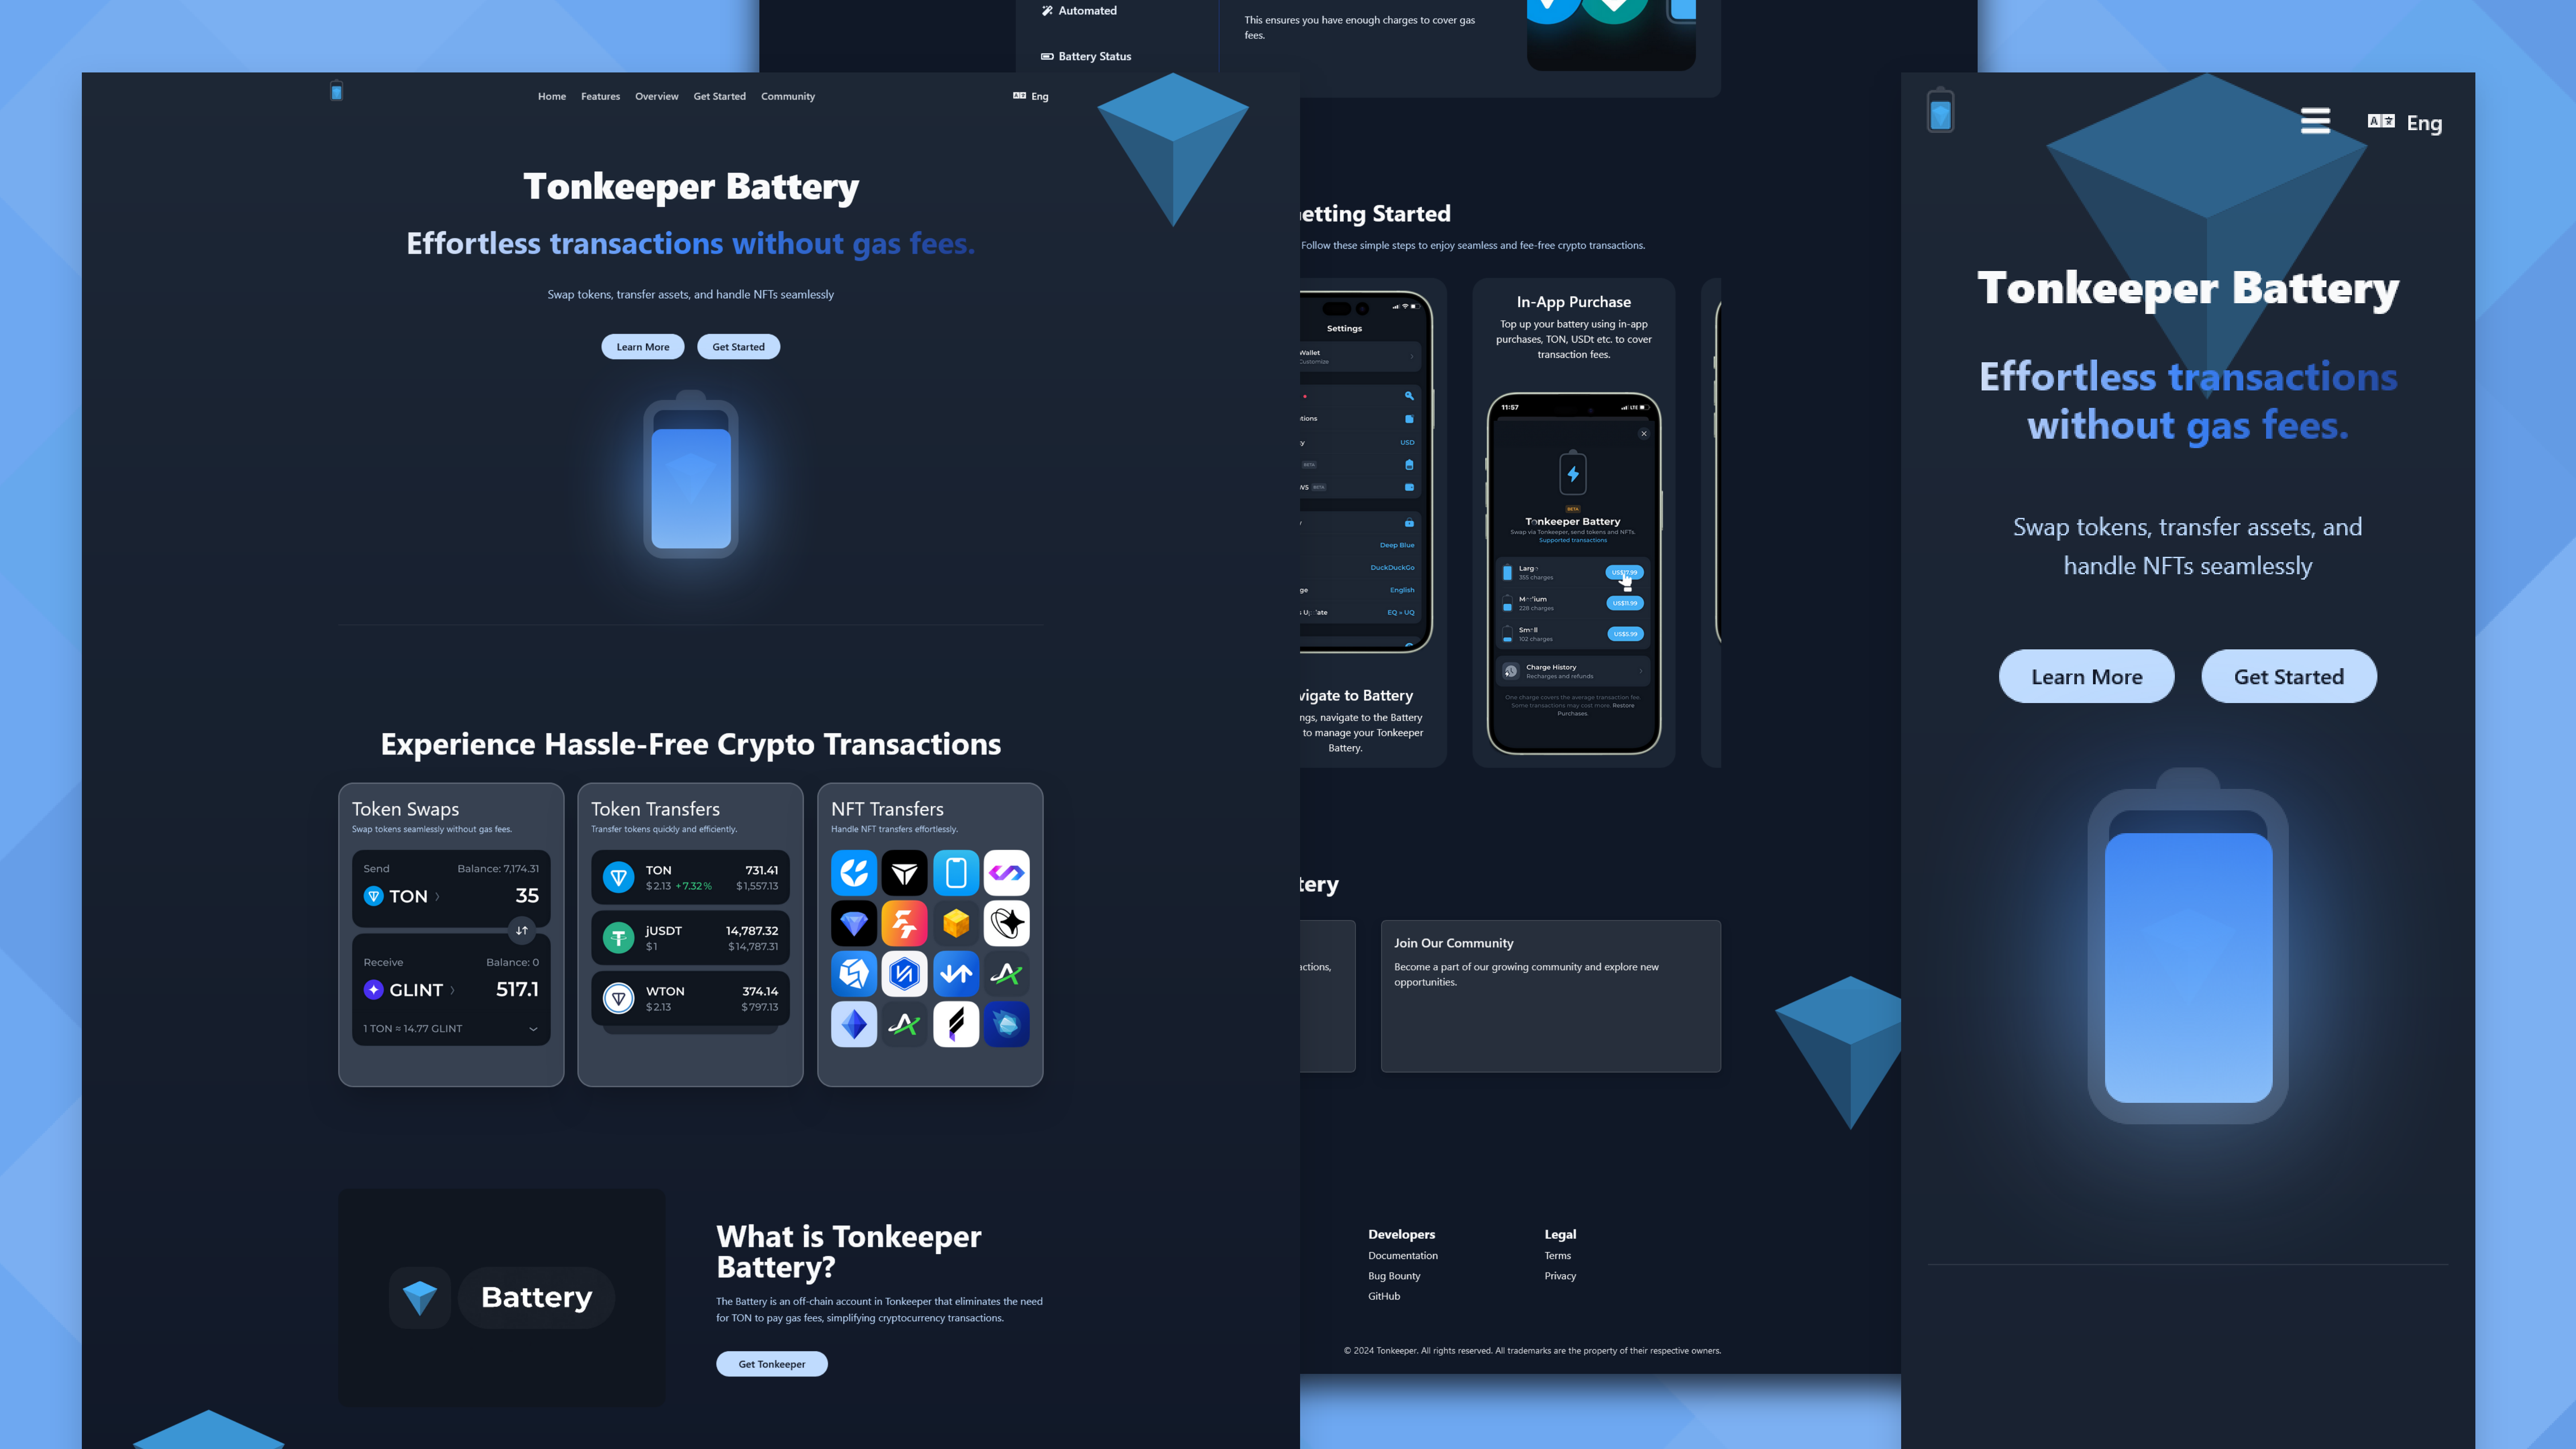 Home Features Overview Get Started Community
Eng
Tonkeeper Battery
Effortless transactions without gas fees.
Swap tokens, transfer assets, and handle NFTs seamlessly
Learn More
Get Started
Experience Hassle-Free Crypto Transactions
Token Swaps
Swap tokens seamlessly without gas fees.
Send
Balance: 7,174.31
TON
35
Receive
Balance: 0
GLINT
517.1
1 TON ≈ 14.77 GLINT
Token Transfers
Transfer tokens quickly and efficiently.
TON
731.41
$2.13 +7.32%
$1,557.13
jUSDT
14,787.32
$1
$14,787.31
WTON
374.14
$2.13
$797.13
NFT Transfers
Handle NFT transfers effortlessly.
Battery
What is Tonkeeper
Battery?
The Battery is an off-chain account in Tonkeeper that eliminates the need
for TON to pay gas fees, simplifying cryptocurrency transactions.
Get Tonkeeper
Automated
Battery Status
This ensures you have enough charges to cover gas
fees.
etting Started
Follow these simple steps to enjoy seamless and fee-free crypto transactions.
Settings
Wallet
Customize
tions
USD
BETA
WS BETA
Deep Blue
DuckDuckGo
ge
English
EQ » UQ
vigate to Battery
ngs, navigate to the Battery
to manage your Tonkeeper
Battery.
In-App Purchase
Top up your battery using in-app
purchases, TON, USDt etc. to cover
transaction fees.
11:57
LTE
BETA
Tonkeeper Battery
Swap via Tonkeeper, send tokens and NFTs.
Supported transactions
355 charges
228 charges
US$11.99
102 charges
US$5.99
Charge History
Recharges and refunds
One charge covers the average transaction fee
Some transactions may cost more. Restore
Purchases.
tery
actions,
Join Our Community
Become a part of our growing community and explore new
opportunities.
Developers
Documentation
Bug Bounty
GitHub
Legal
Terms
Privacy
© 2024 Tonkeeper. All rights reserved. All trademarks are the property of their respective owners.
Eng
Tonkeeper Battery
Effortless transactions
without gas fees.
Swap tokens, transfer assets, and
handle NFTs seamlessly
Learn More
Get Started